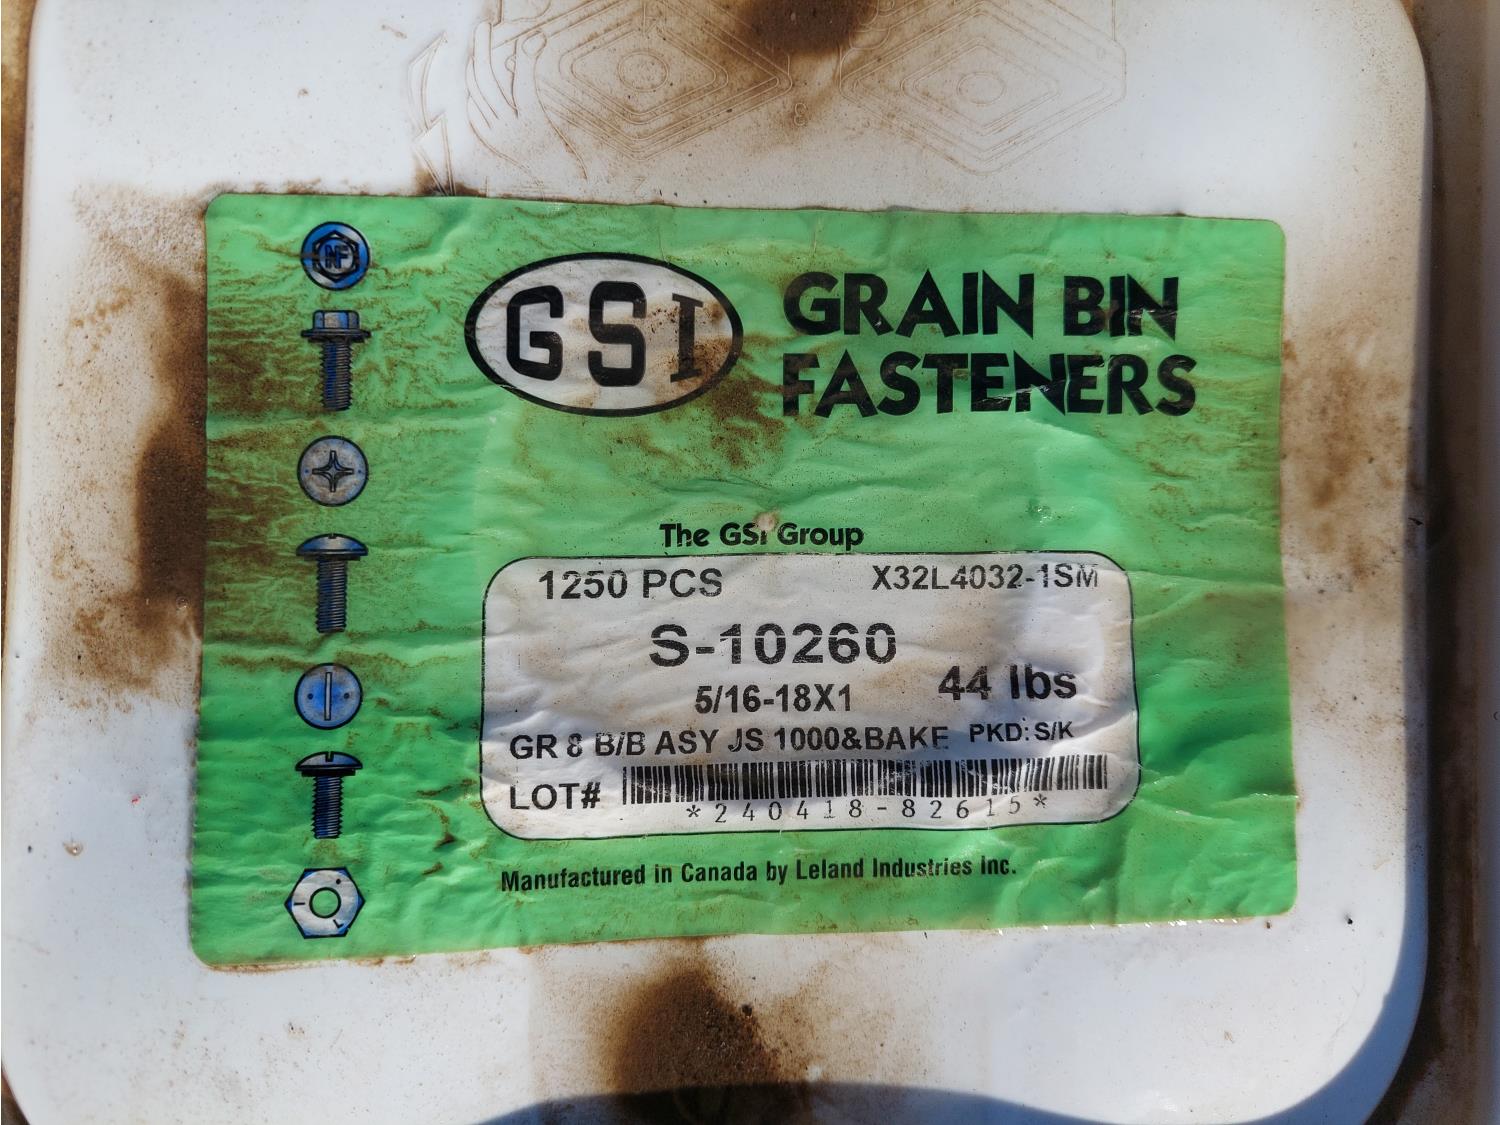 GSI
GRAIN BIN
FASTENERS
The GSI Group
1250 PCS X32L4032-1SM
S-10260
5/16-18X1 44 lbs
GR 8 B/B ASY JS 1000&BAKE PKD: S/K
LOT#
*240418-82615*
Manufactured in Canada by Leland Industries Inc.